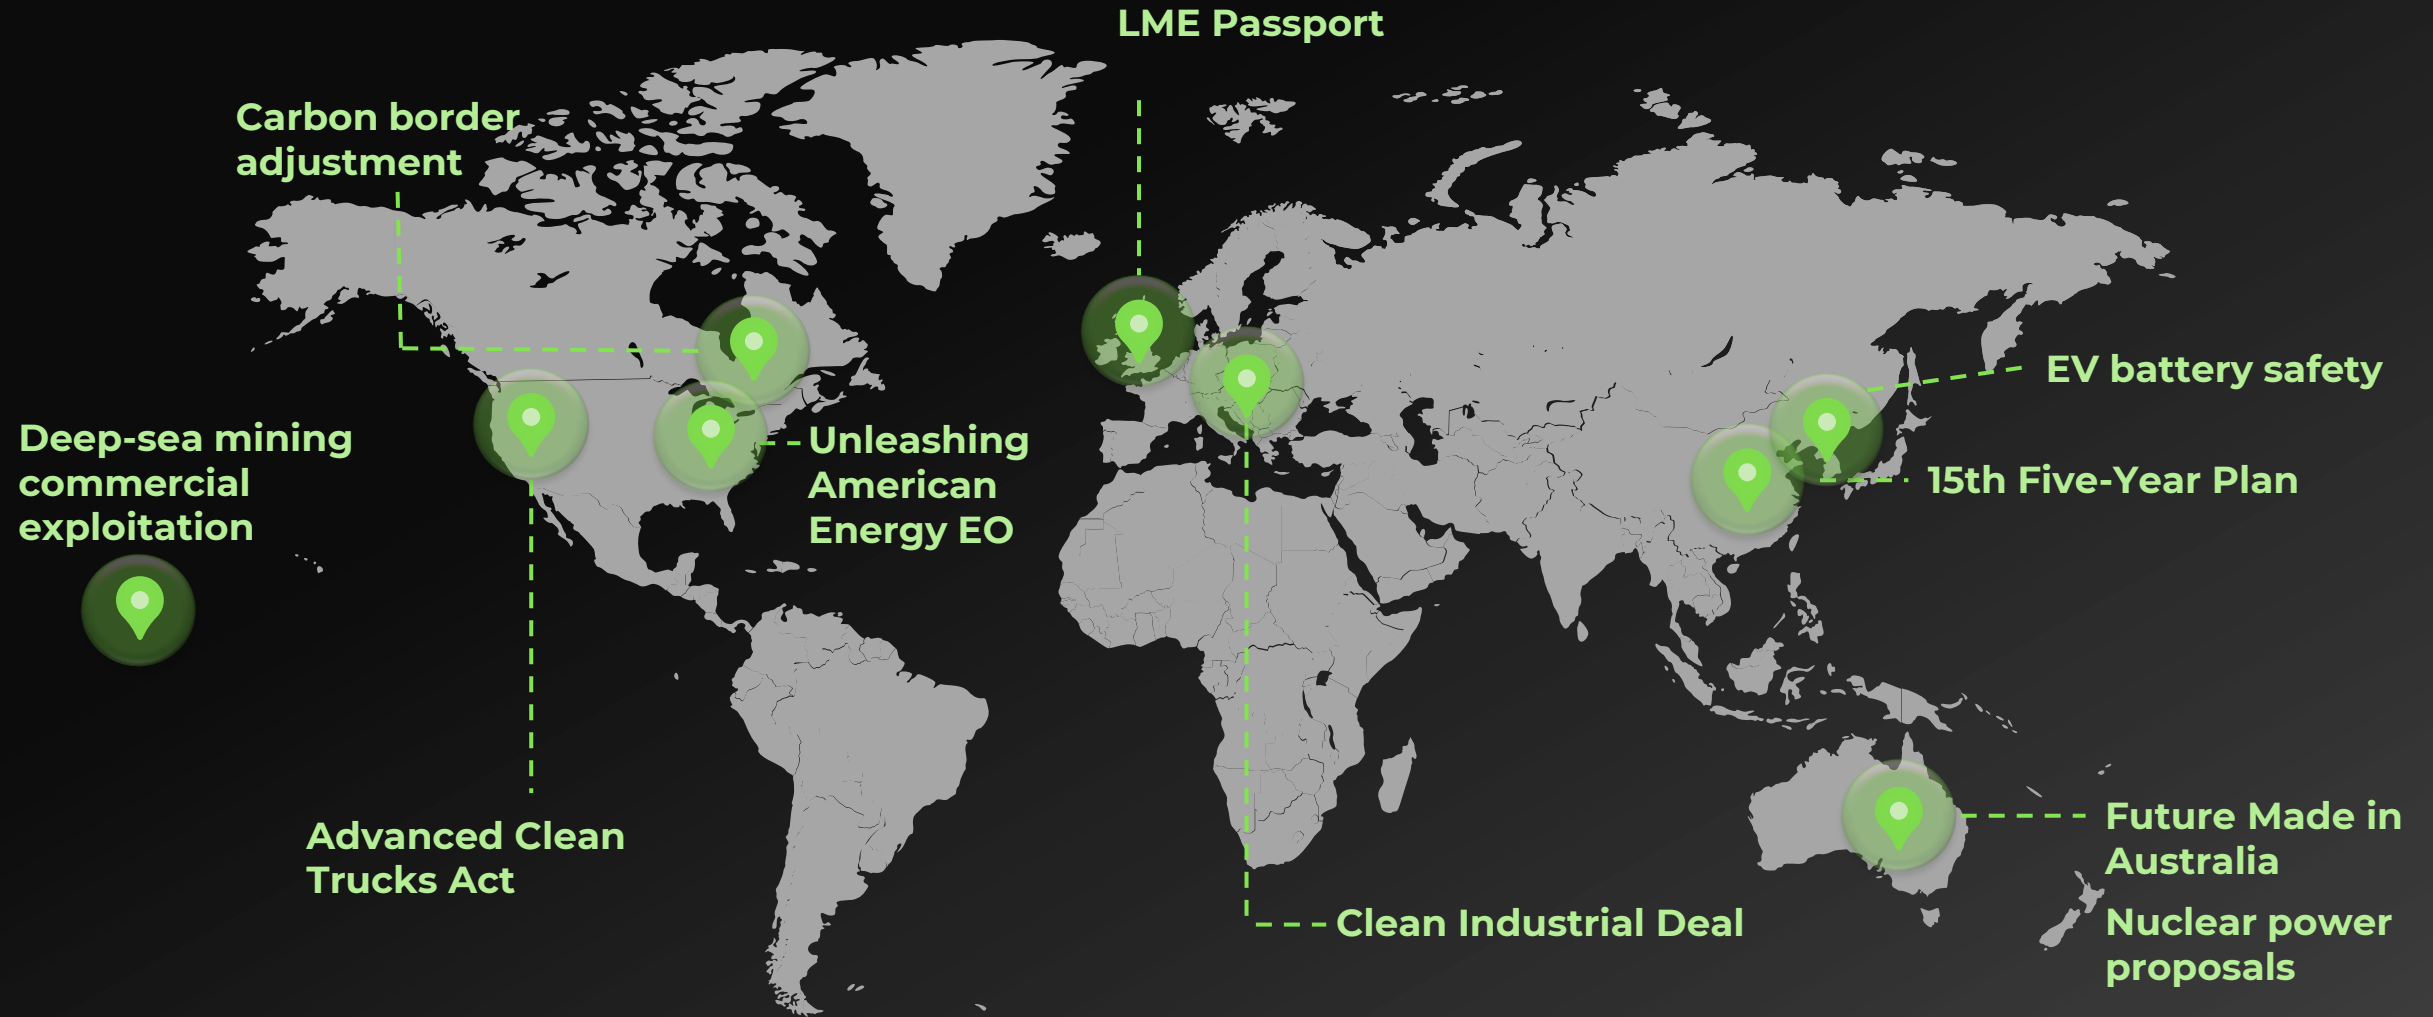 LME Passport
Carbon border
adjustment
EV battery safety
Deep-sea mining
commercial
exploitation
Unleashing
American
Energy EO
15th Five-Year Plan
Advanced Clean
Trucks Act
Future Made in
Australia
Clean Industrial Deal
Nuclear power
proposals